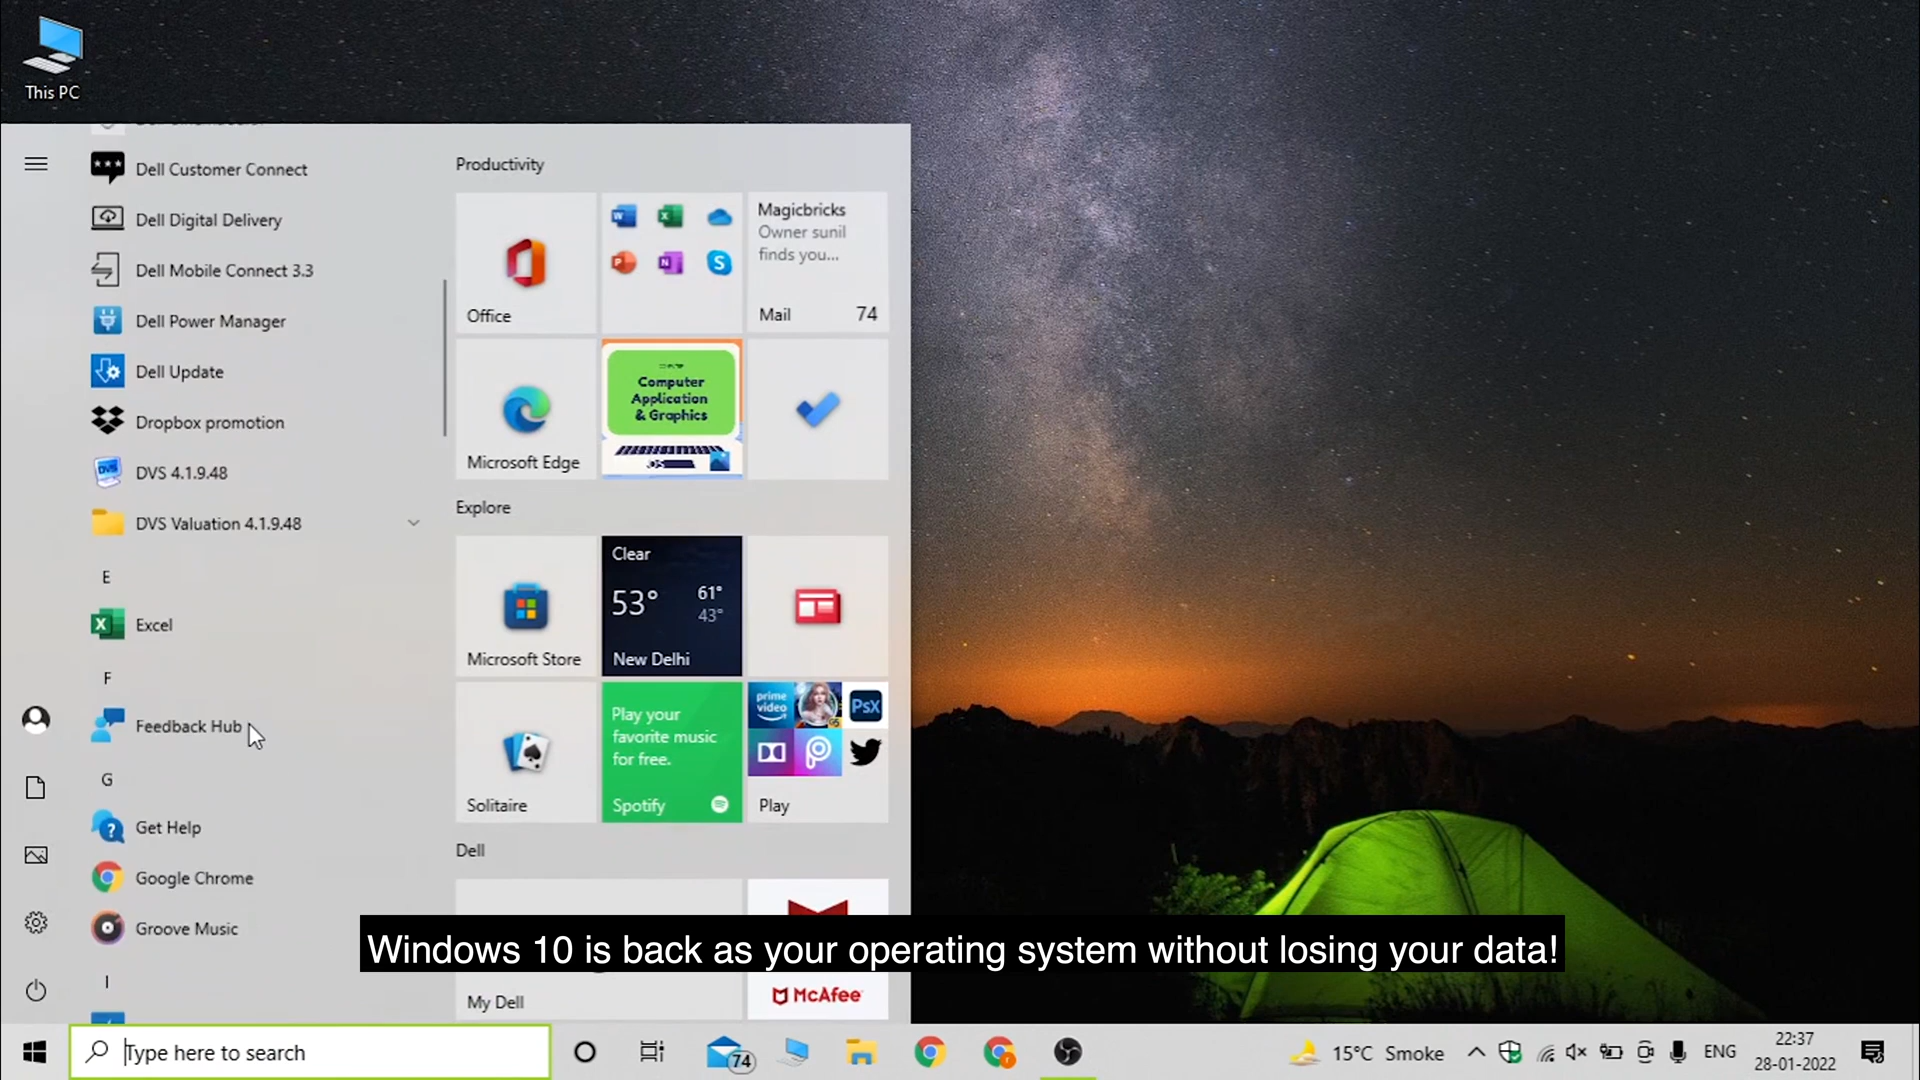 This PC
Dell Customer Connect
Dell Digital Delivery
Dell Mobile Connect 3.3
Dell Power Manager
Dell Update
Dropbox promotion
DVS 4.1.9.48
DVS Valuation 4.1.9.48
E
Excel
F
Feedback Hub
G
Get Help
Google Chrome
Groove Music
I
Productivity
Office
Magicbricks
Owner sunil
finds you...
Mail 74
Microsoft Edge
Computer
Application
& Graphics
Explore
Microsoft Store
Clear
53° 61°
43°
New Delhi
Solitaire
Play your
favorite music
for free.
Spotify
prime
video
PsX
Play
Dell
My Dell
McAfee
Windows 10 is back as your operating system without losing your data!
Type here to search
74
15°C Smoke
ENG
22:37
28-01-2022